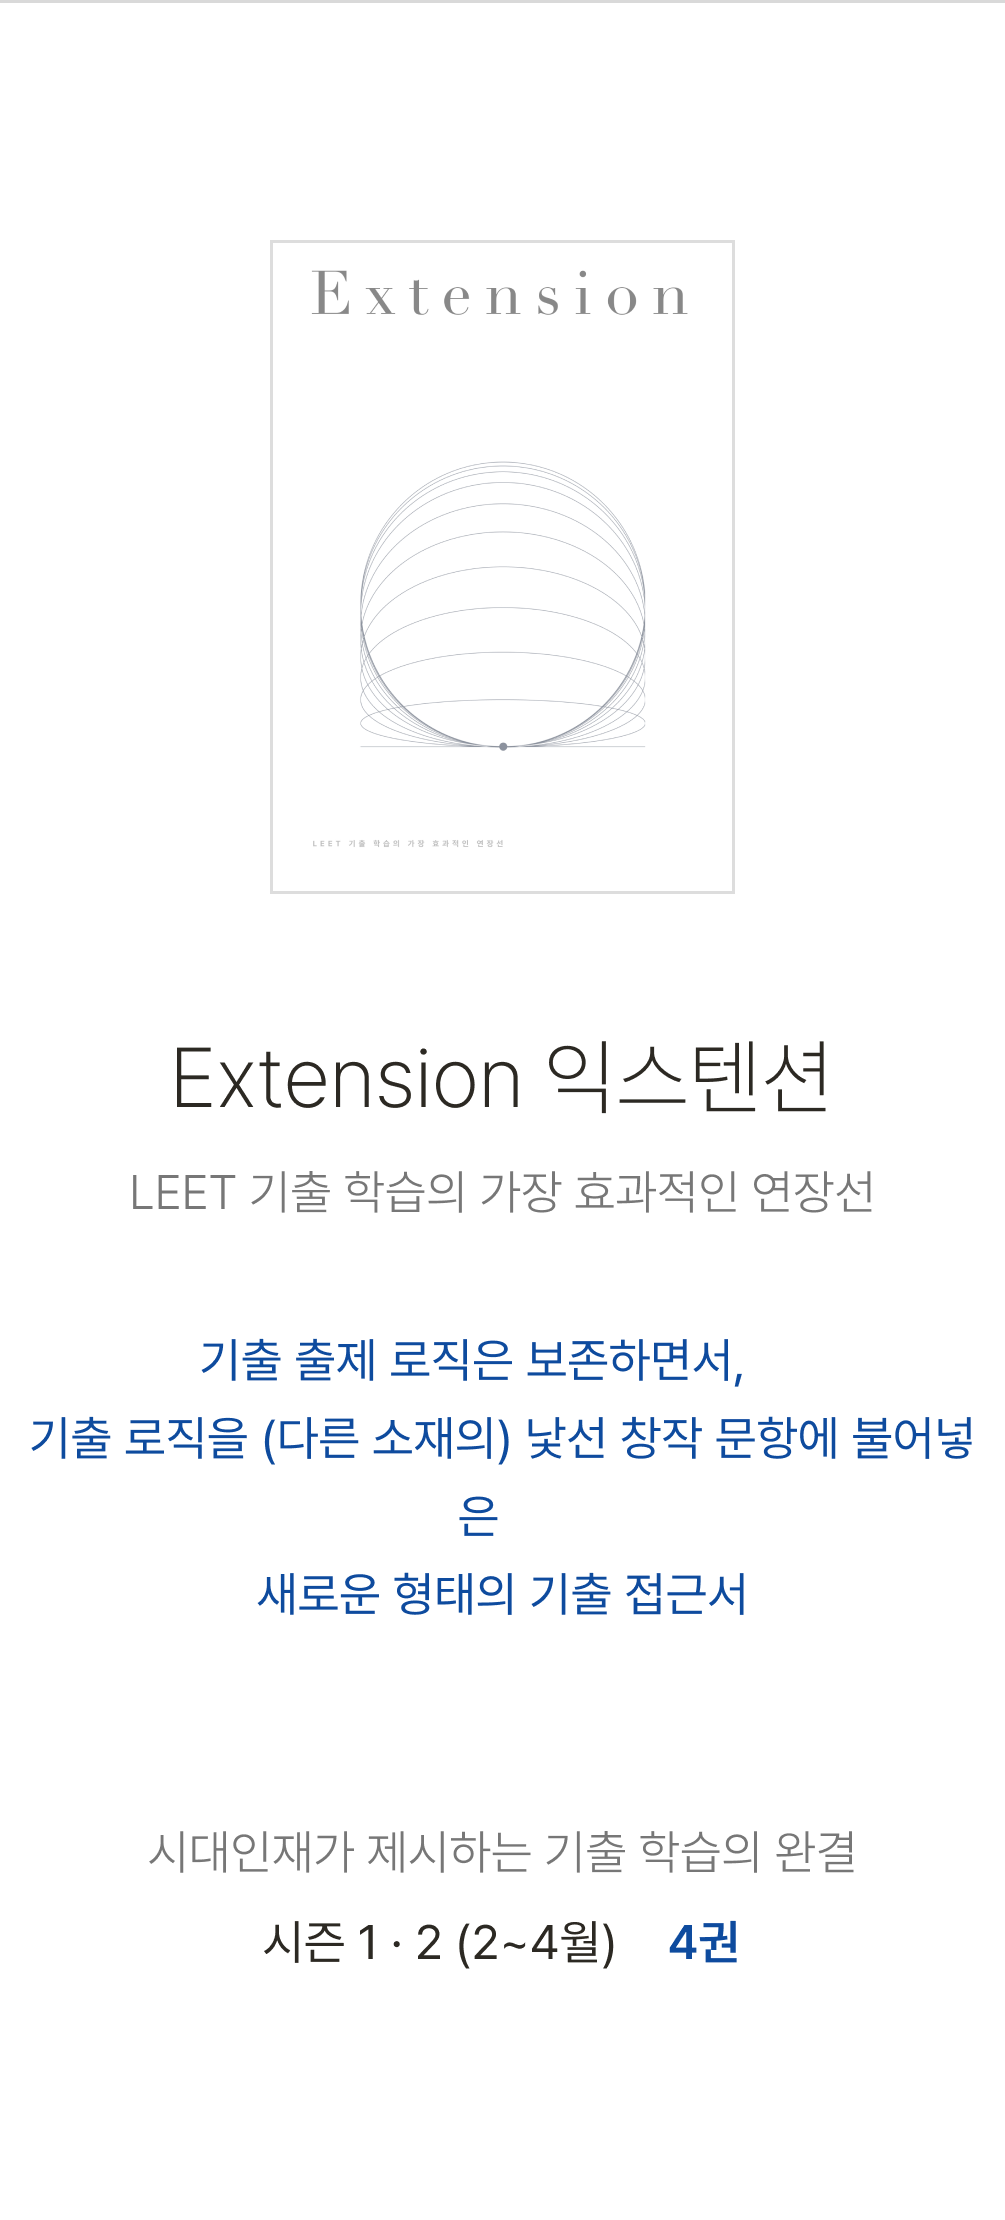 Extension
LEET 기출 학습의 가장 효과적인 연장선
Extension 익스텐션
LEET 기출 학습의 가장 효과적인 연장선
기출 출제 로직은 보존하면서,
기출 로직을 (다른 소재의) 낯선 창작 문항에 불어넣
은
새로운 형태의 기출 접근서
시대인재가 제시하는 기출 학습의 완결
시즌 1 · 2 (2~4월) 4권